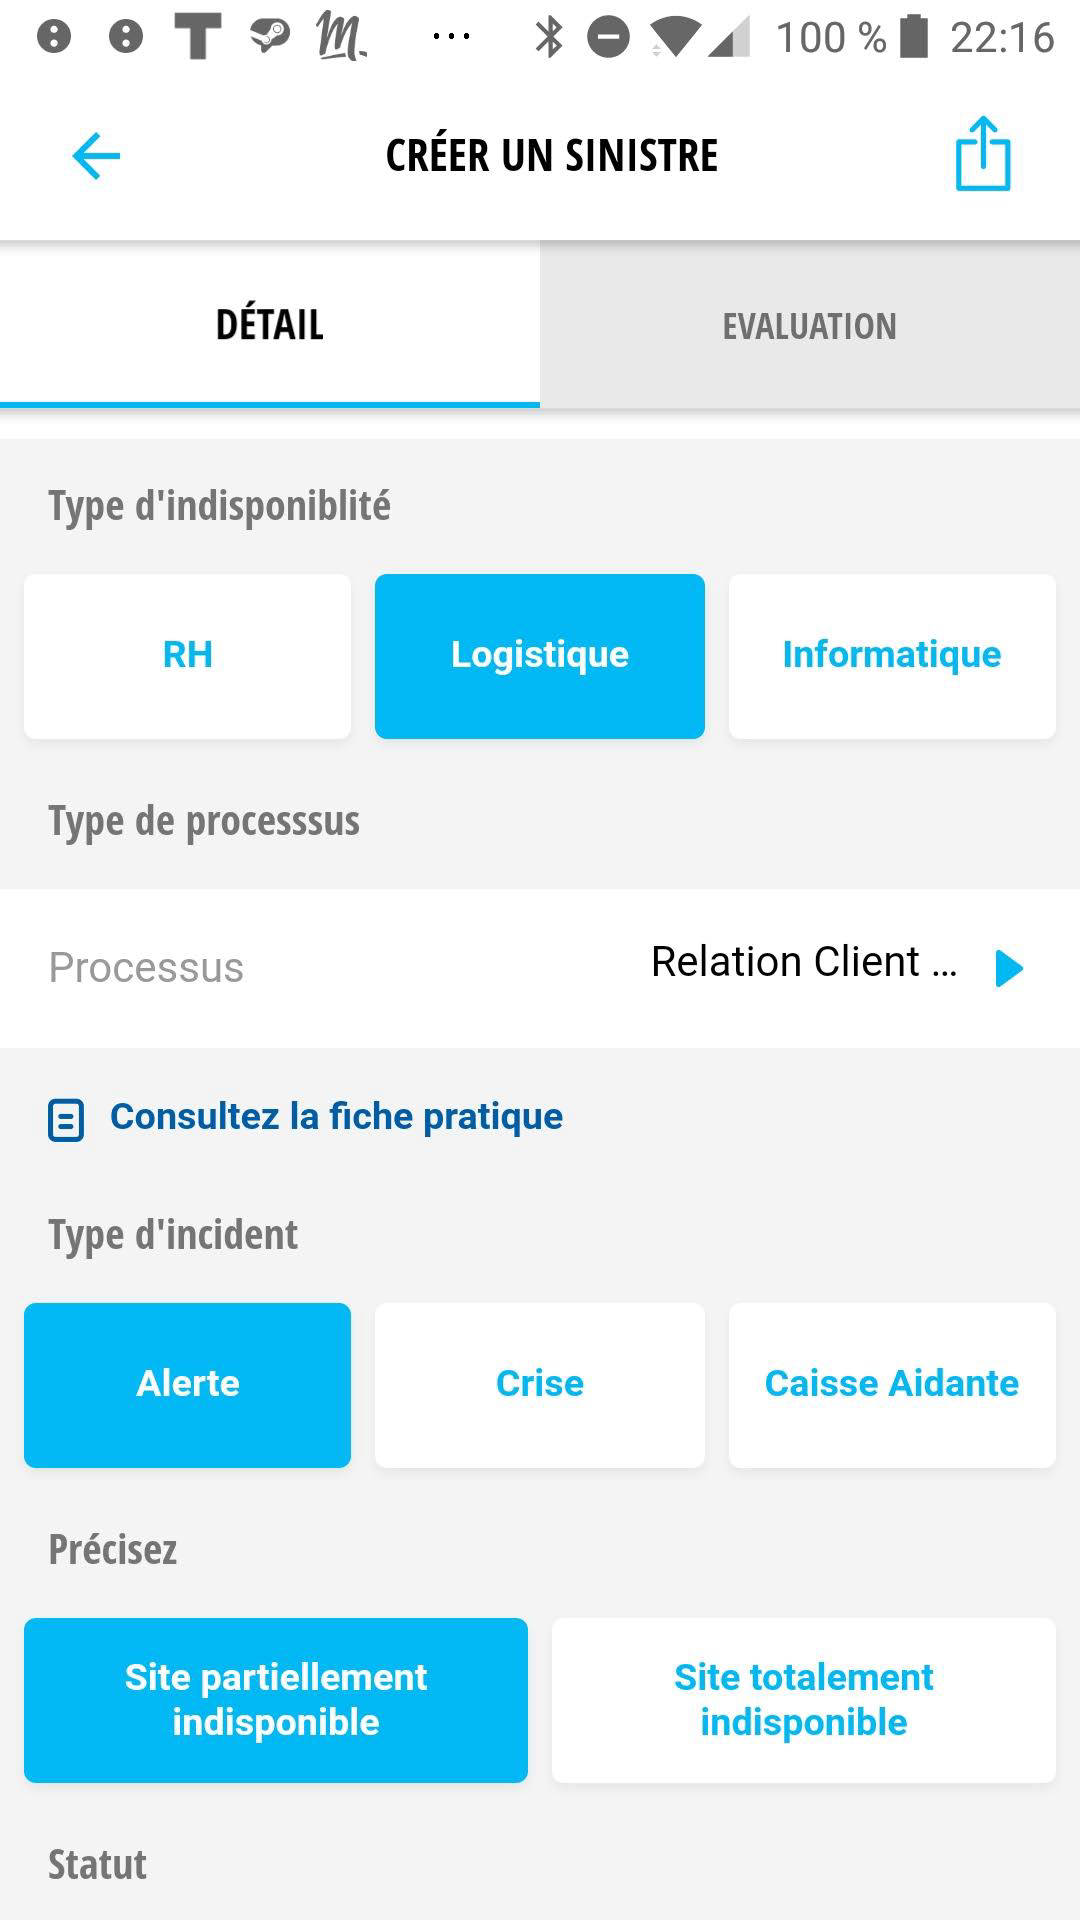 100 % 22:16
CRÉER UN SINISTRE
DÉTAIL
EVALUATION
Type d'indisponiblité
RH
Logistique
Informatique
Type de processsus
Processus
Relation Client ...
Consultez la fiche pratique
Type d'incident
Alerte
Crise
Caisse Aidante
Précisez
Site partiellement
indisponible
Site totalement
indisponible
Statut